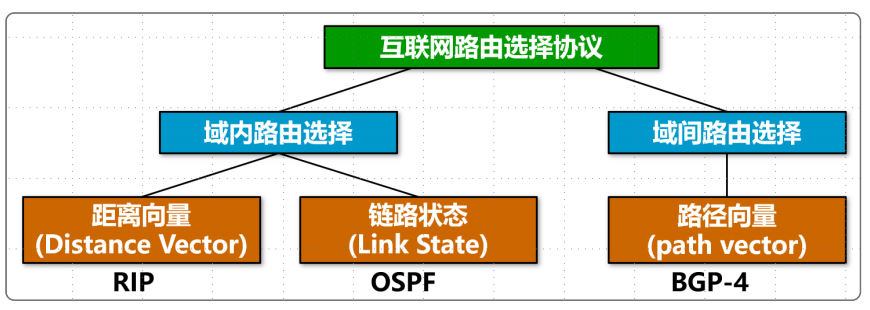 互联网路由选择协议
域内路由选择
域间路由选择
距离向量
(Distance Vector)
链路状态
(Link State)
路径向量
(path vector)
RIP
OSPF
BGP-4